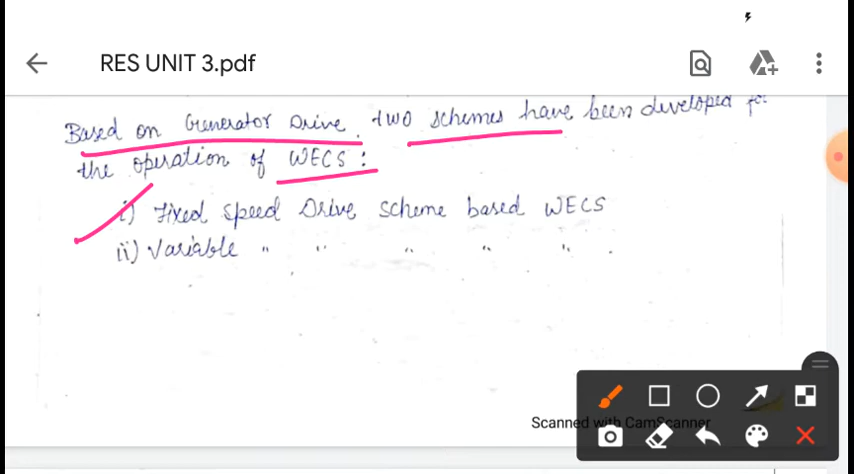 RES UNIT 3.pdf
Based on Generator Drive, two schemes have been developed for
the operation of WECS :
i) Fixed Speed Drive scheme based WECS
ii) Variable " " " " " .
Scanned with CamScanner